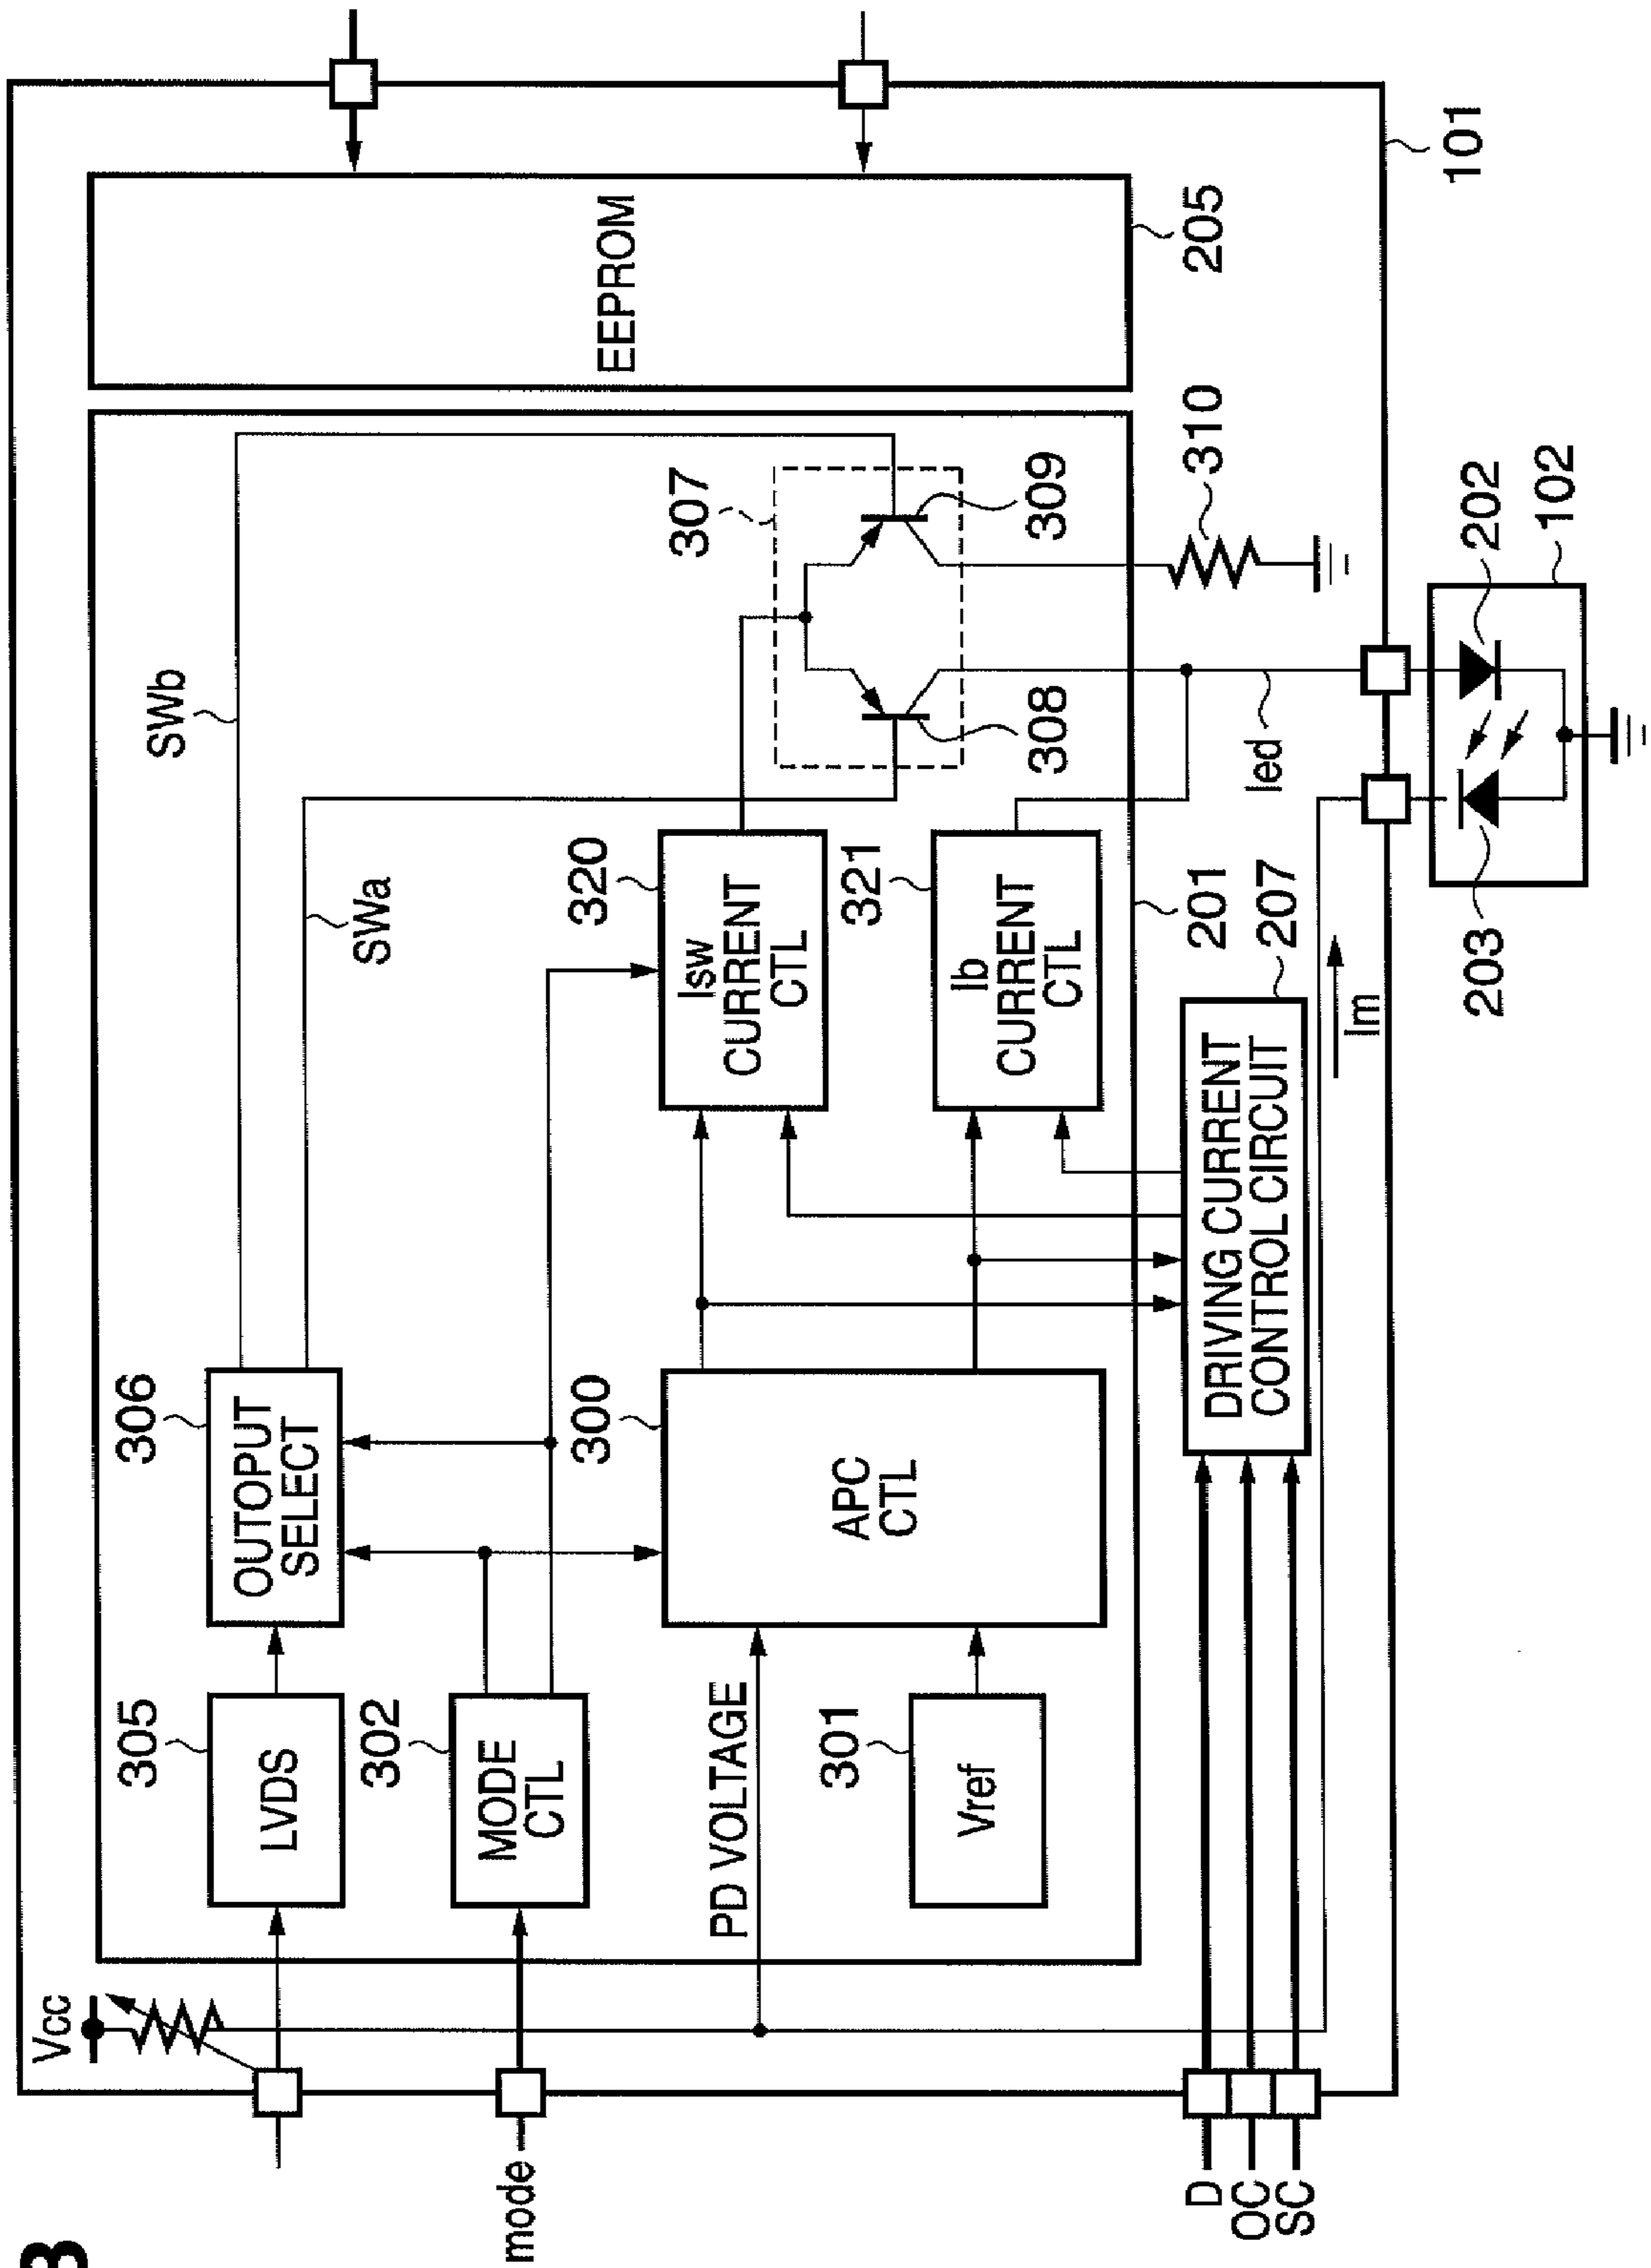 3
Vcc
mode
D
OC
SC
305
LVDS
302
MODE
CTL
PD VOLTAGE
301
Vref
306
OUTOPUT
SELECT
300
APC
CTL
SWb
SWa
320
Isw
CURRENT
CTL
321
Ib
CURRENT
CTL
307
308
309
310
201
207
DRIVING CURRENT
CONTROL CIRCUIT
Im
Ied
203
202
102
EEPROM
205
101